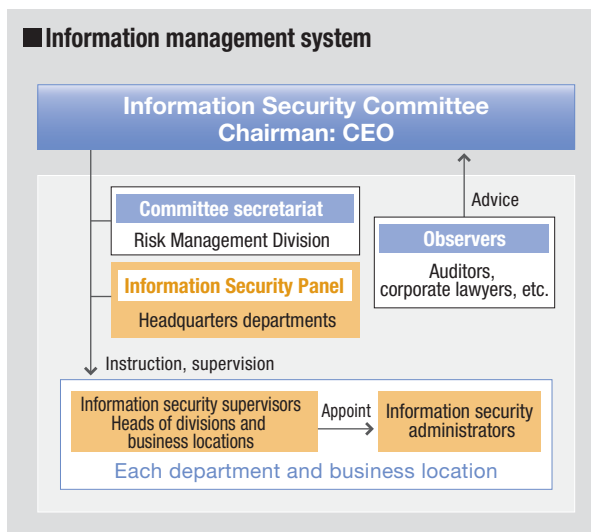 ■Information management system
Information Security Committee
Chairman: CEO
Committee secretariat
Risk Management Division
Information Security Panel
Headquarters departments
Advice
Observers
Auditors,
corporate lawyers, etc.
Instruction, supervision
Information security supervisors
Heads of divisions and
business locations
Appoint
Information security
administrators
Each department and business location